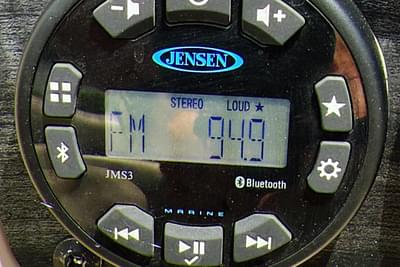 JENSEN
STEREO LOUD ★
FM 94.9
JMS3
Bluetooth
MARINE